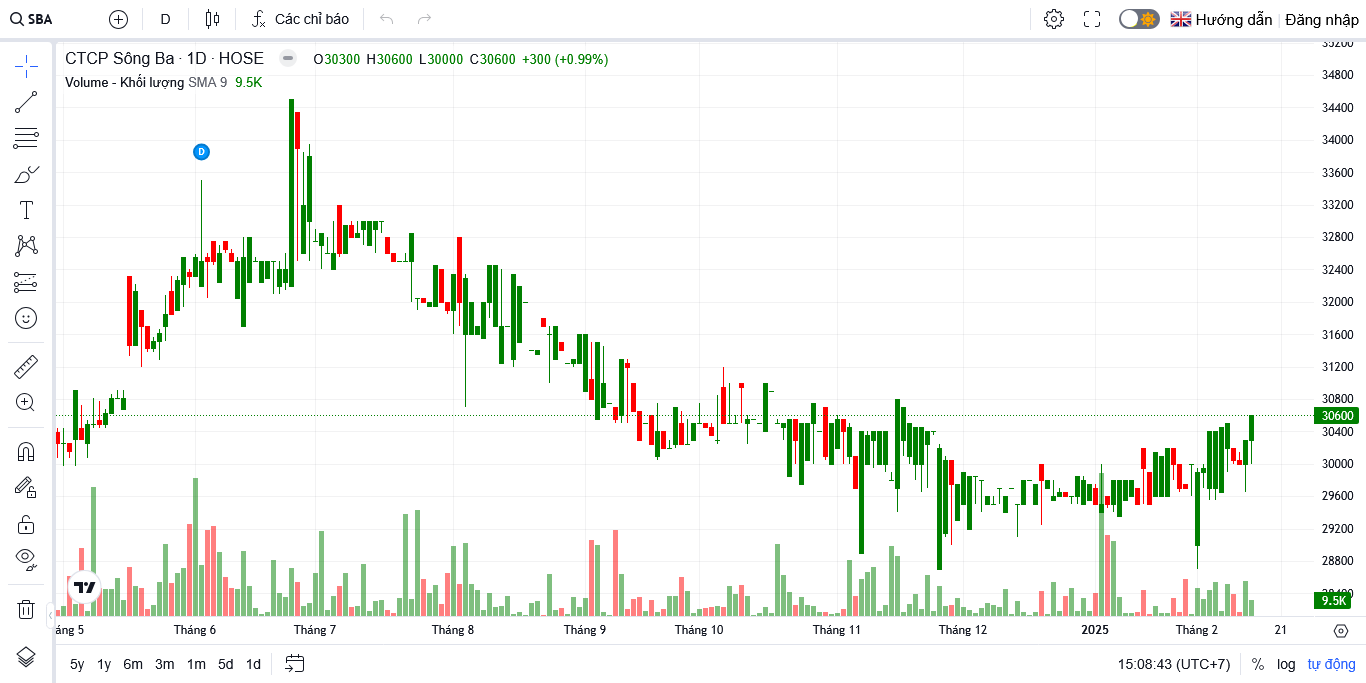 SBA
D
Các chỉ báo
Hướng dẫn
Đăng nhập
CTCP Sông Ba · 1D · HOSE
O30300 H30600 L30000 C30600 +300 (+0.99%)
Volume - Khối lượng SMA 9 9.5K
D
35200
34800
34400
34000
33600
33200
32800
32400
32000
31600
31200
30800
30600
30400
30000
29600
29200
28800
28400
9.5K
áng 5
Tháng 6
Tháng 7
Tháng 8
Tháng 9
Tháng 10
Tháng 11
Tháng 12
2025
Tháng 2
21
5y 1y 6m 3m 1m 5d 1d
15:08:43 (UTC+7)
% log tự động